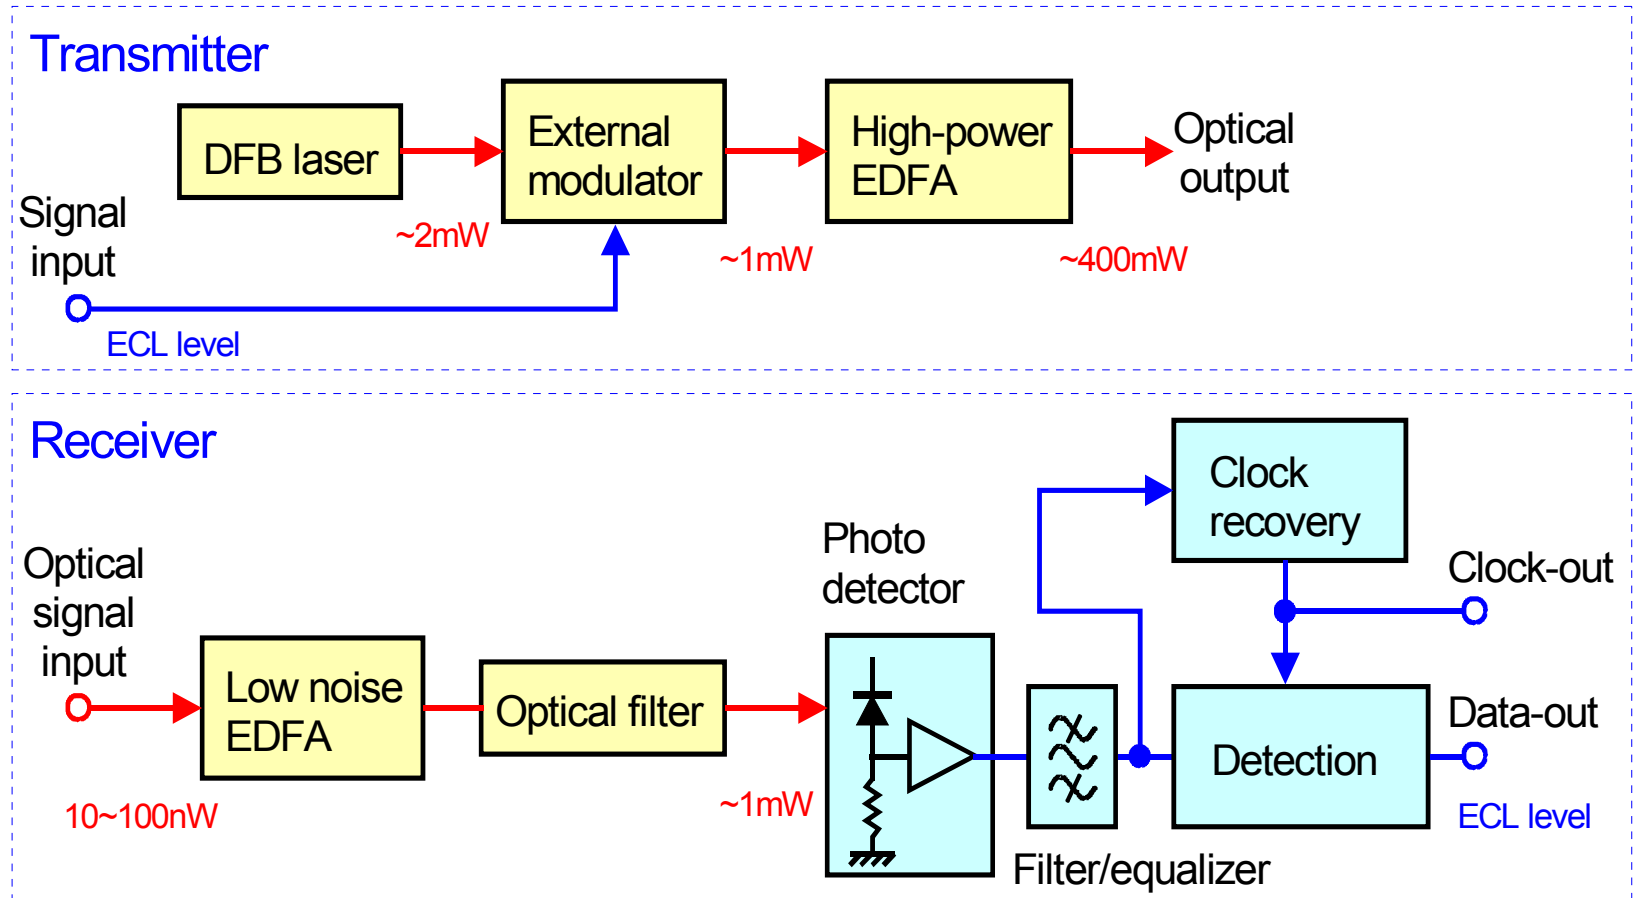 Transmitter
DFB laser
External
modulator
High-power
EDFA
Optical
output
Signal
input
~2mW
~1mW
~400mW
ECL level
Receiver
Clock
recovery
Clock-out
Optical
signal
input
Photo
detector
Low noise
EDFA
Optical filter
Detection
Data-out
10~100nW
~1mW
ECL level
Filter/equalizer